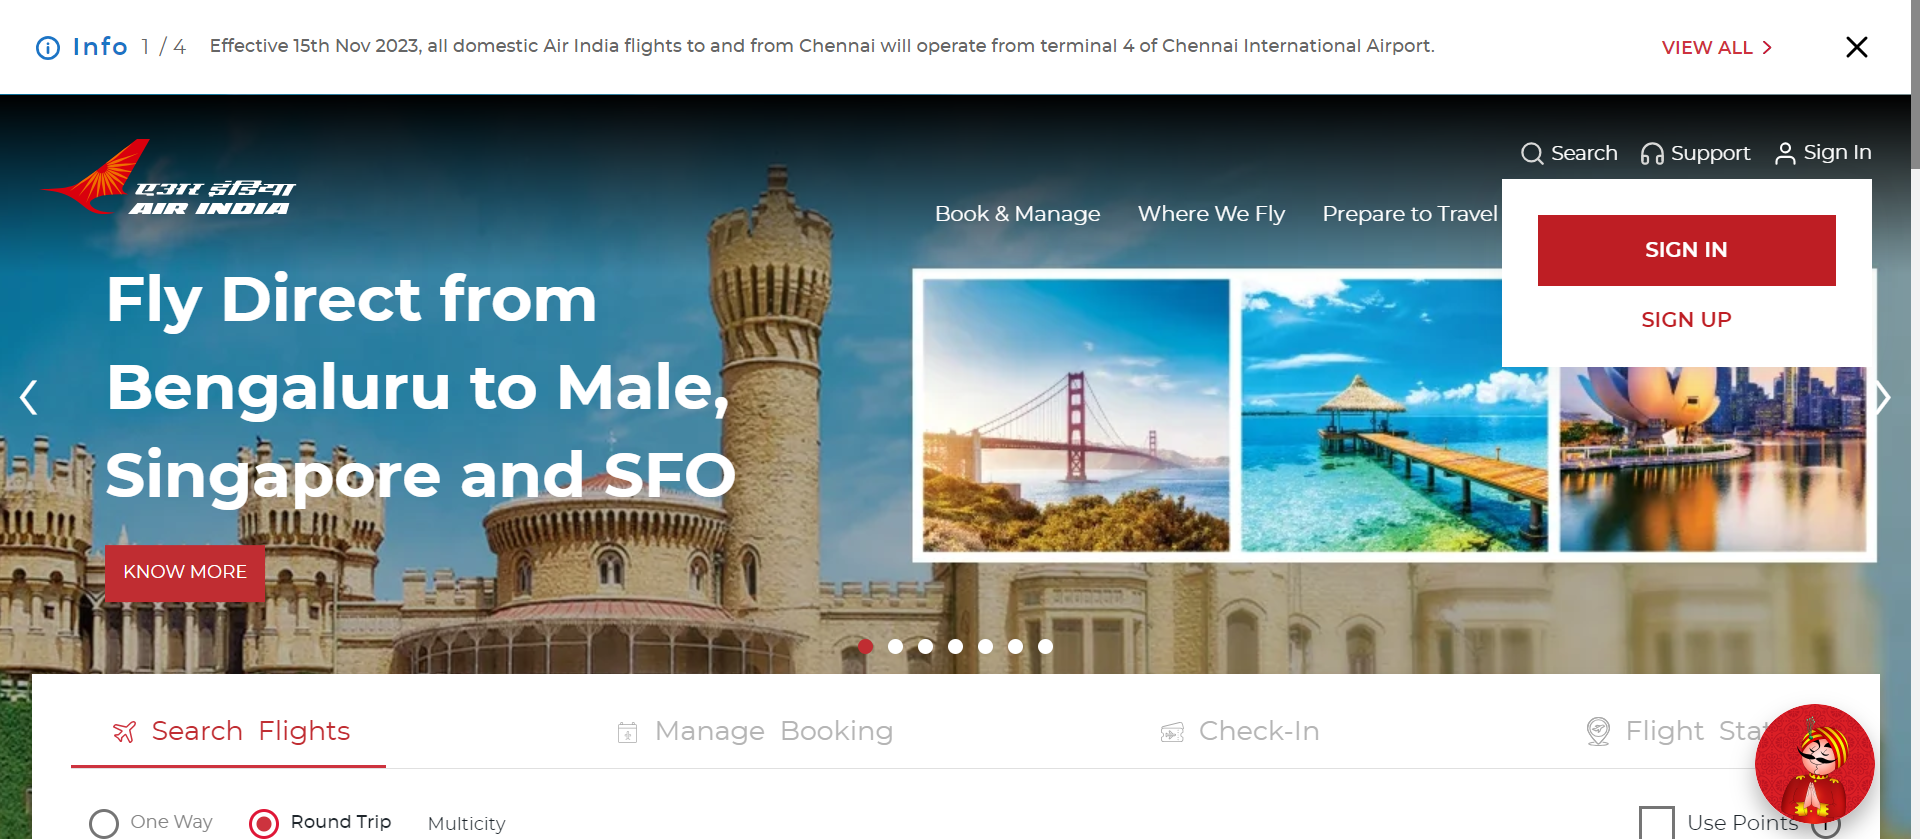 Info 1 / 4 Effective 15th Nov 2023, all domestic Air India flights to and from Chennai will operate from terminal 4 of Chennai International Airport. VIEW ALL
एअर इंडिया
AIR INDIA
Search Support Sign In
Book & Manage Where We Fly Prepare to Travel
SIGN IN
SIGN UP
Fly Direct from
Bengaluru to Male,
Singapore and SFO
KNOW MORE
Search Flights Manage Booking Check-In Flight Sta
One Way Round Trip Multicity Use Points